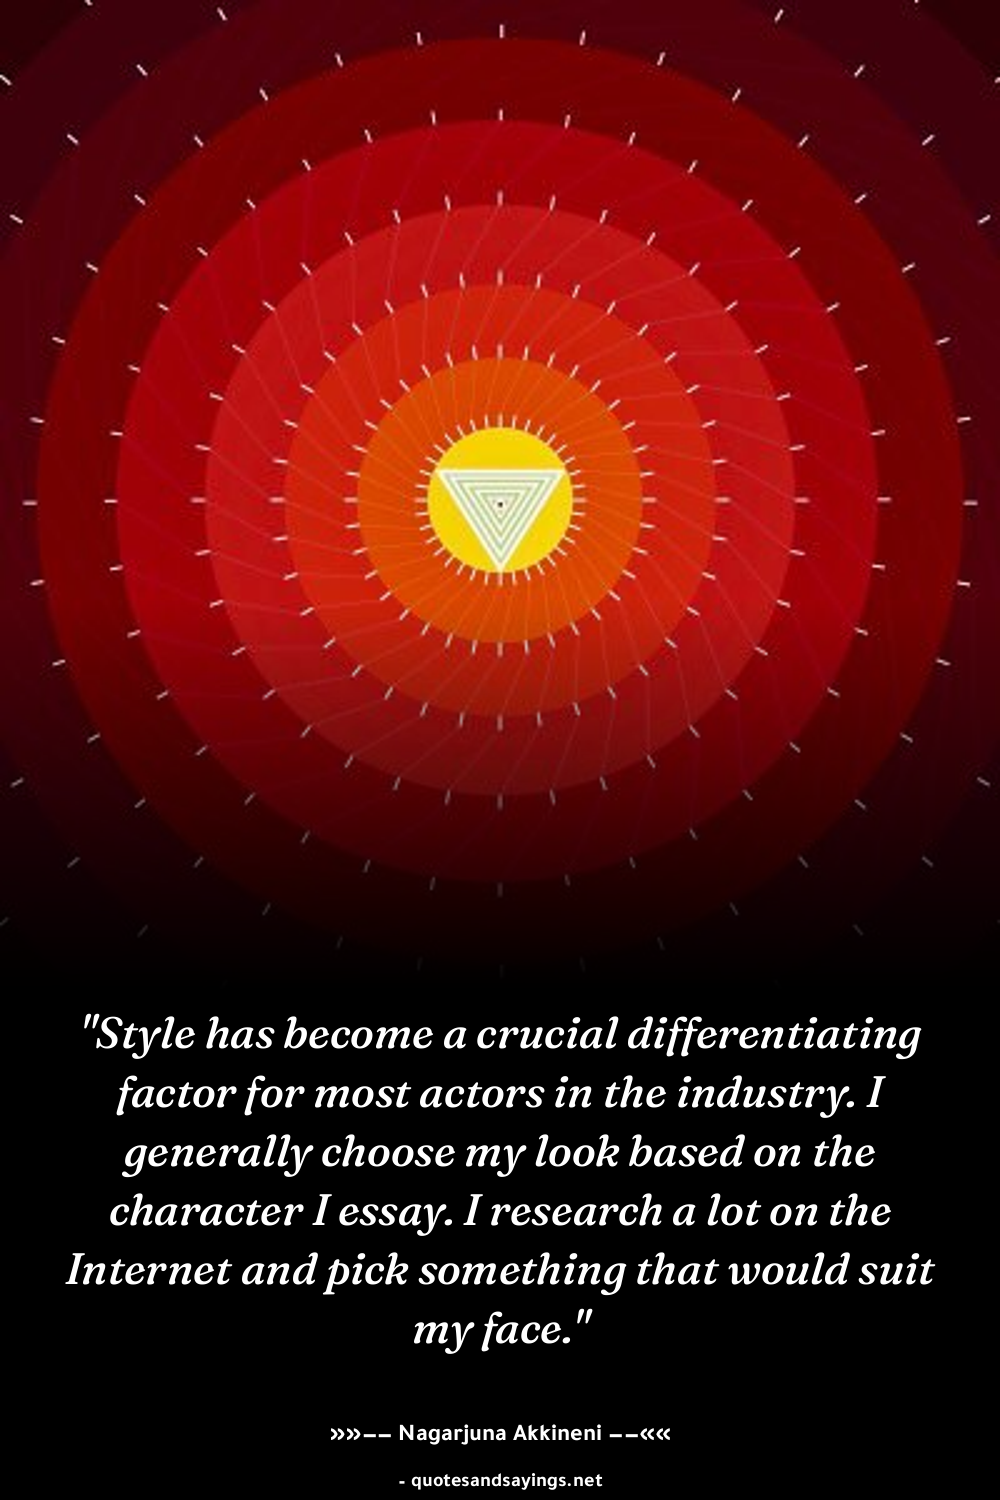 "Style has become a crucial differentiating
factor for most actors in the industry. I
generally choose my look based on the
character I essay. I research a lot on the
Internet and pick something that would suit
my face."
»»–– Nagarjuna Akkineni ––««
- quotesandsayings.net